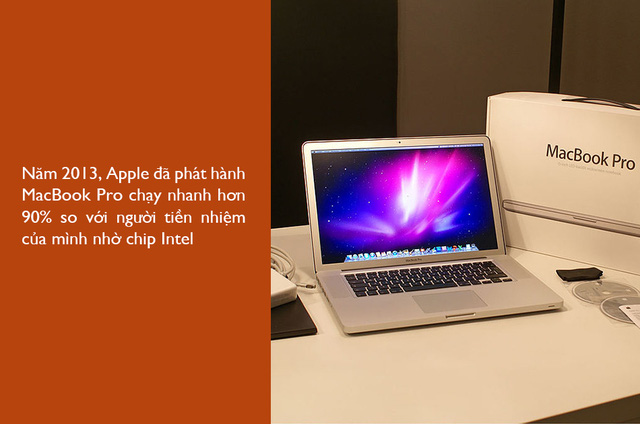 Năm 2013, Apple đã phát hành
MacBook Pro chạy nhanh hơn
90% so với người tiền nhiệm
của mình nhờ chip Intel
MacBook Pro